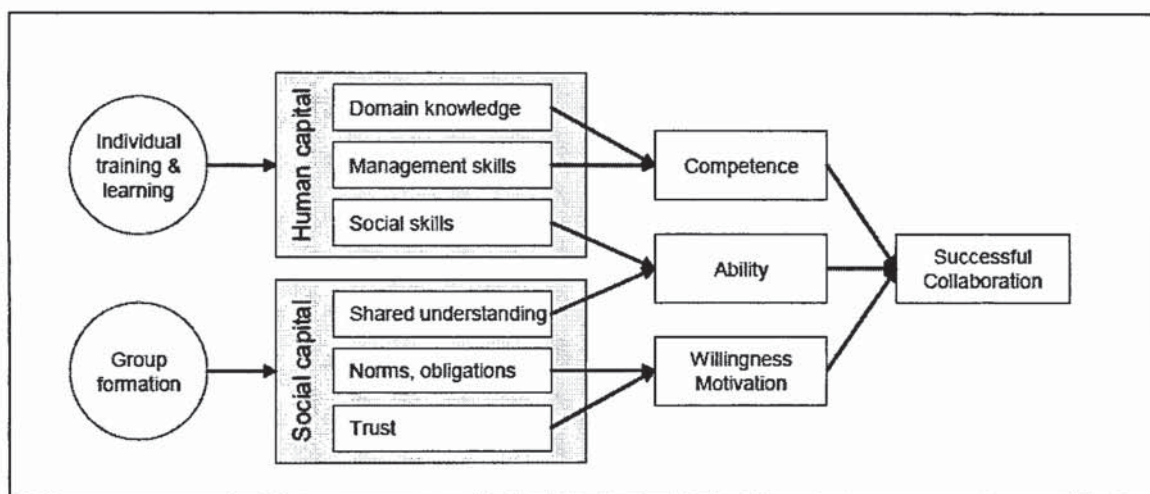 Individual
training &
learning
Human capital
Domain knowledge
Management skills
Social skills
Competence
Ability
Successful
Collaboration
Group
formation
Social capital
Shared understanding
Norms, obligations
Trust
Willingness
Motivation